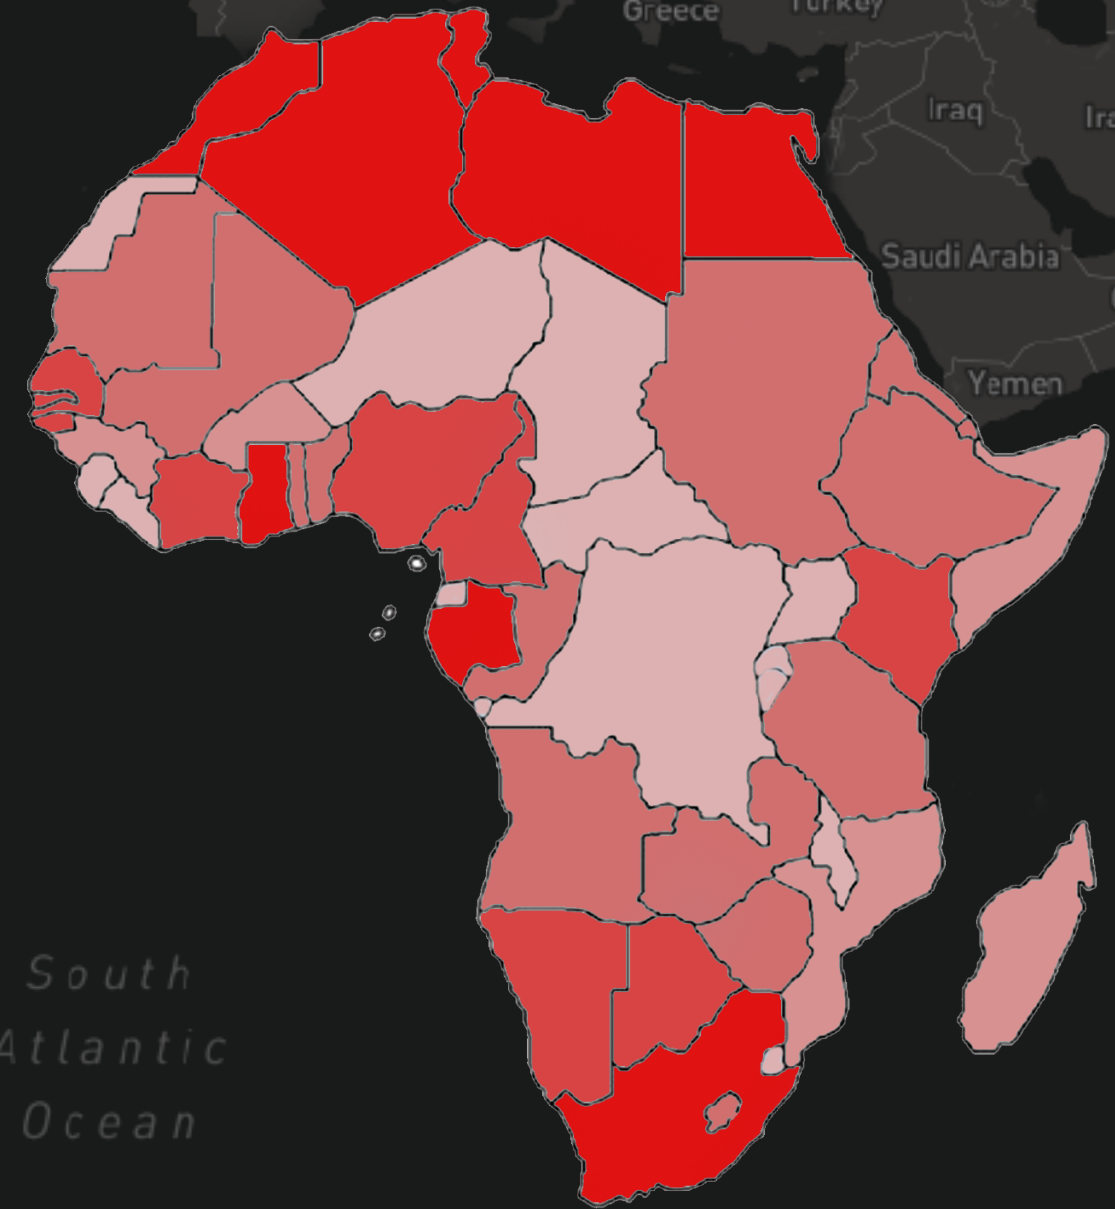 Greece
Turkey
Iraq
Saudi Arabia
Yemen
South
Atlantic
Ocean